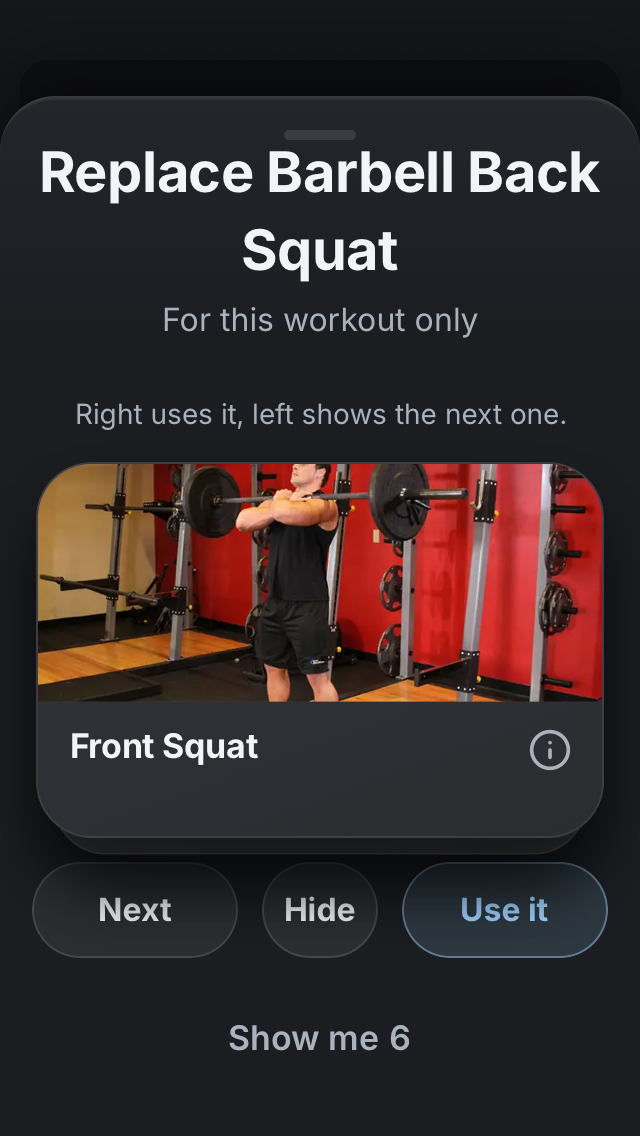 Replace Barbell Back
Squat
For this workout only
Right uses it, left shows the next one.
Front Squat
Next
Hide
Use it
Show me 6